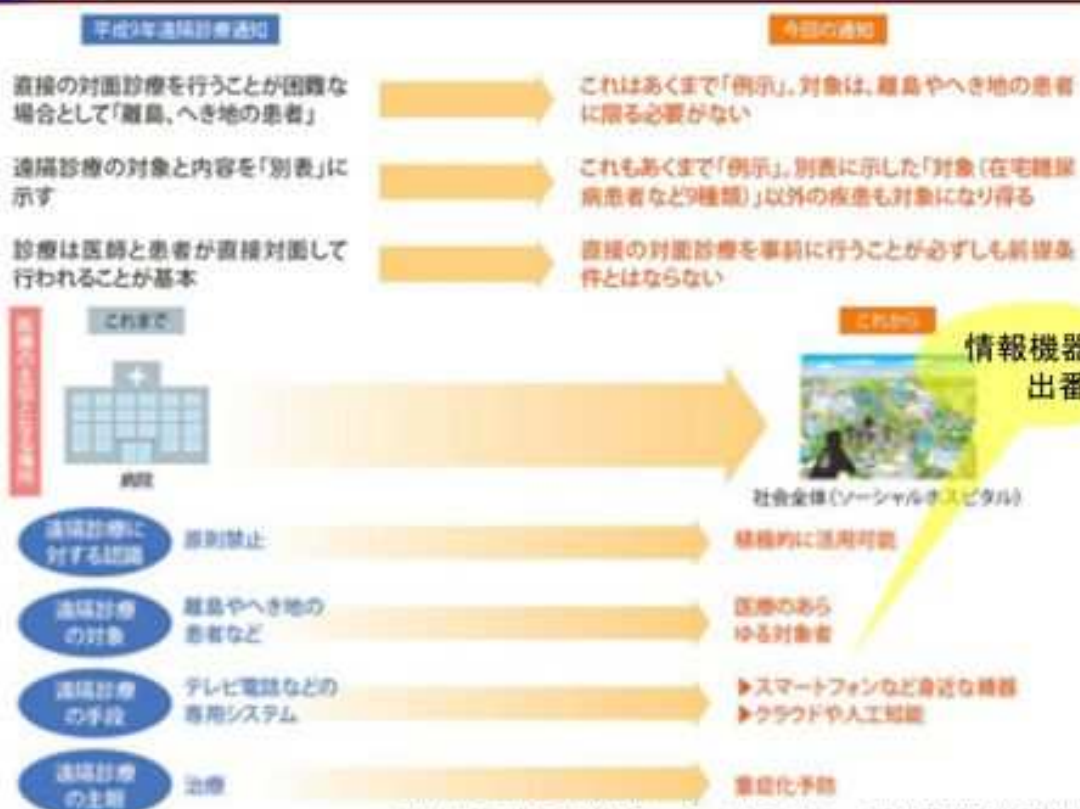 平成9年遠隔診療通知
今回の通知
直接の対面診療を行うことが困難な
場合として「離島、へき地の患者」
これはあくまで「例示」。対象は、離島やへき地の患者
に限る必要がない
遠隔診療の対象と内容を「別表」に
示す
これもあくまで「例示」。別表に示した「対象(在宅糖尿
病患者など9種類)」以外の疾患も対象になり得る
診療は医師と患者が直接対面して
行われることが基本
直接の対面診療を事前に行うことが必ずしも前提条
件とはならない
これまで
これから
情報機器
出番
病院
社会全体(ソーシャルホスピタル)
遠隔診療に
対する認識
原則禁止
積極的に活用可能
遠隔診療
の対象
離島やへき地の
患者など
医療のあら
ゆる対象者
遠隔診療
の手段
テレビ電話などの
専用システム
▶スマートフォンなど身近な機器
▶クラウドや人工知能
遠隔診療
の主眼
治療
重症化予防